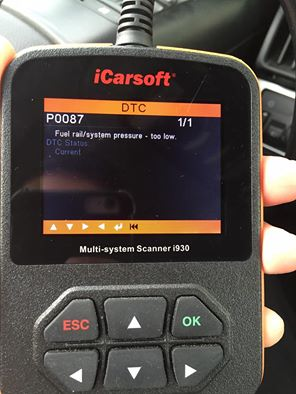 iCarsoft®
DTC
P0087 1/1
Fuel rail/system pressure - too low.
DTC Status:
Current
Multi-system Scanner i930
ESC
OK